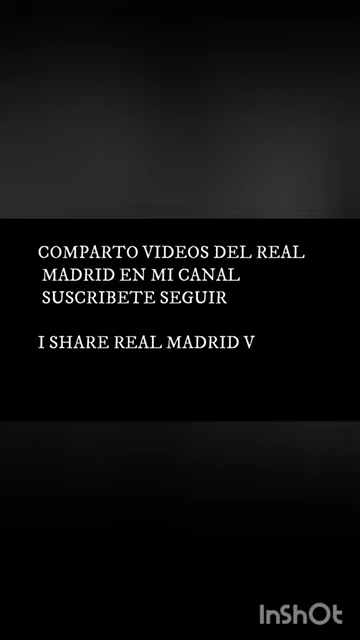 COMPARTO VIDEOS DEL REAL
MADRID EN MI CANAL
SUSCRIBETE SEGUIR
I SHARE REAL MADRID V
InShOt